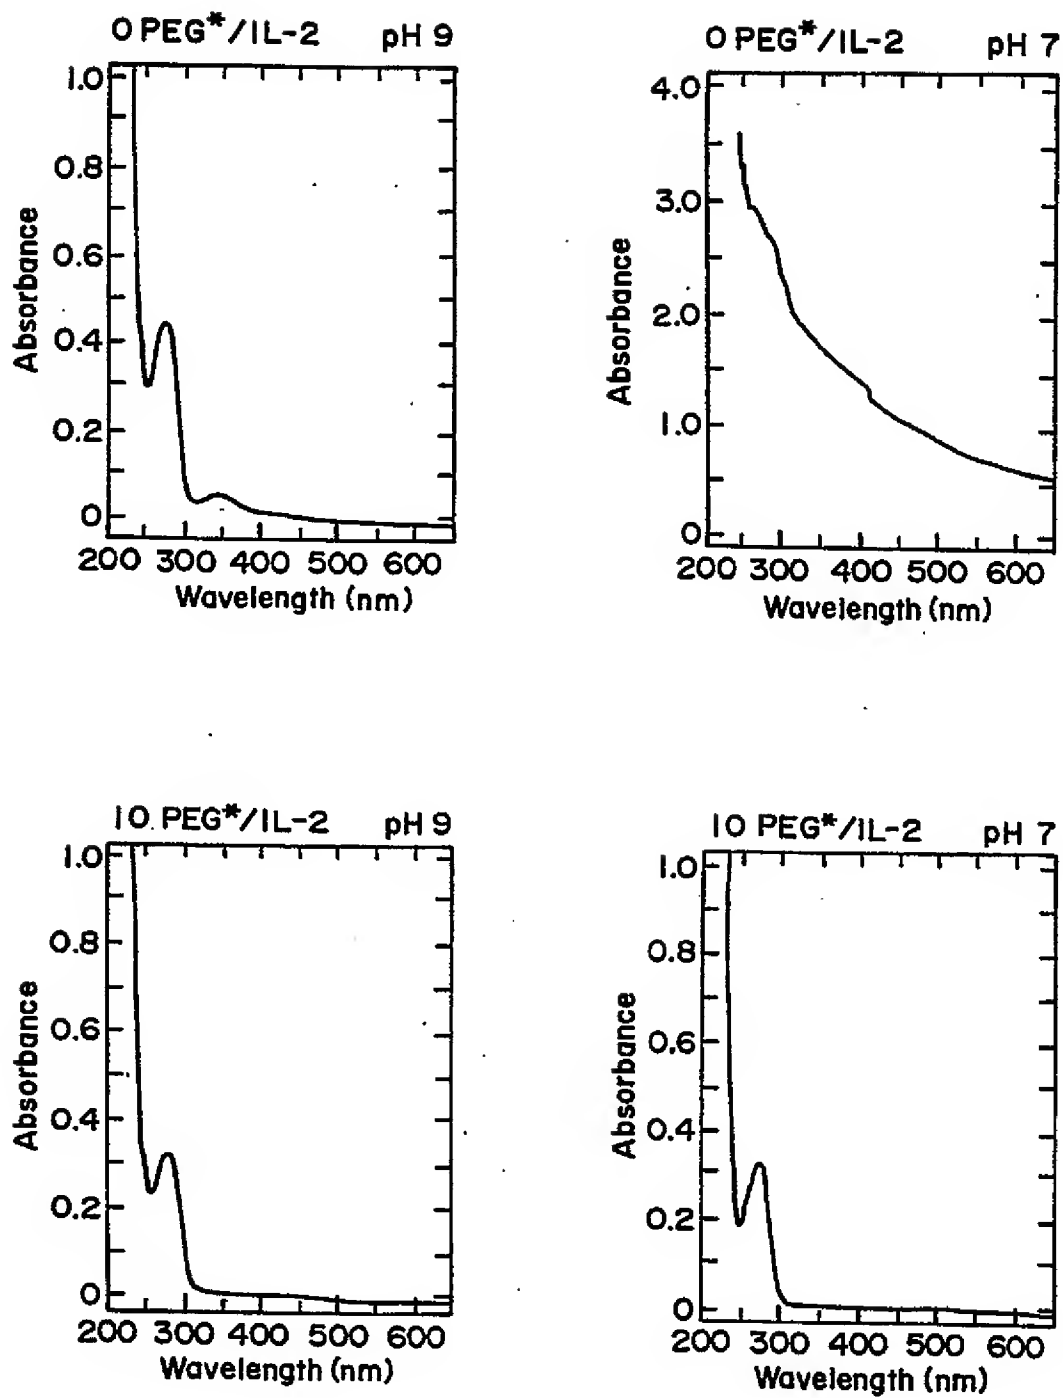 0 PEG*/IL-2 pH 9
1.0
0.8
0.6
0.4
0.2
0
Absorbance
200 300 400 500 600
Wavelength (nm)
0 PEG*/IL-2 pH 7
4.0
3.0
2.0
1.0
0
Absorbance
200 300 400 500 600
Wavelength (nm)
10 PEG*/IL-2 pH 9
1.0
0.8
0.6
0.4
0.2
0
Absorbance
200 300 400 500 600
Wavelength (nm)
10 PEG*/IL-2 pH 7
1.0
0.8
0.6
0.4
0.2
0
Absorbance
200 300 400 500 600
Wavelength (nm)